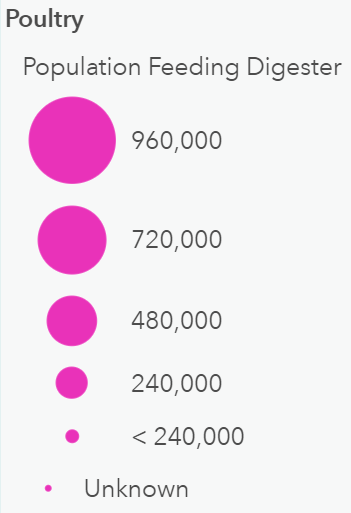 Poultry
Population Feeding Digester
960,000
720,000
480,000
240,000
< 240,000
Unknown